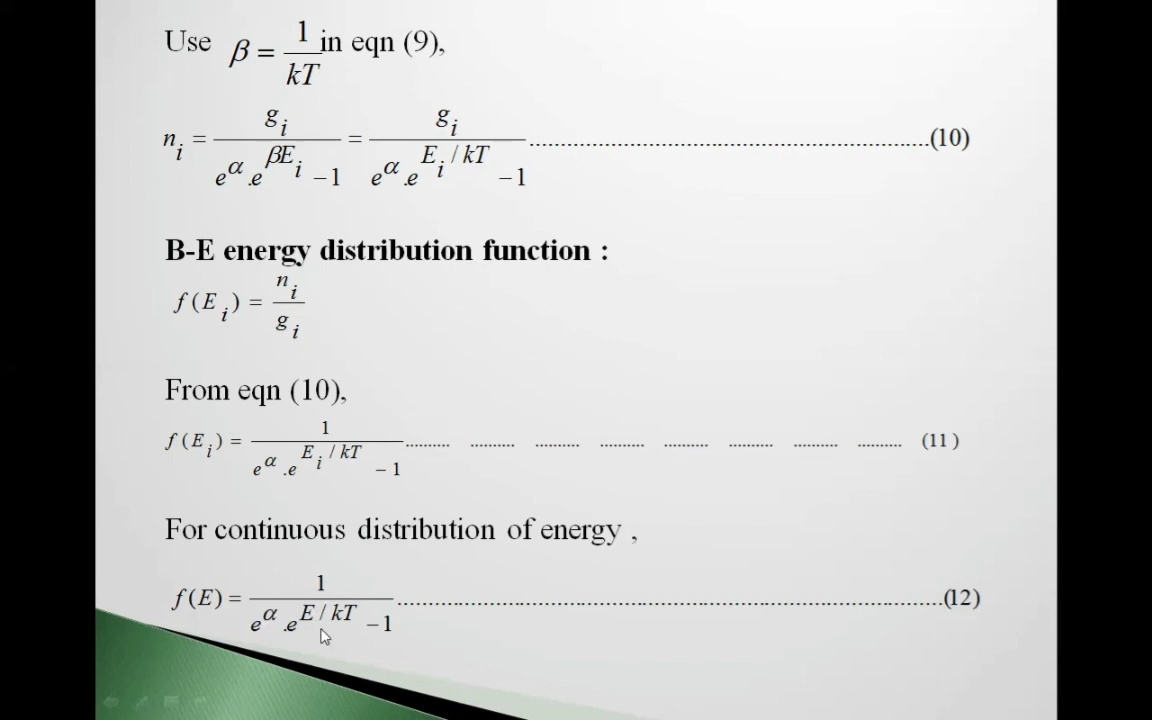 Use β = 1/kT in eqn (9),
n_i = g_i / (e^α .e^(βE_i) − 1) = g_i / (e^α .e^(E_i / kT) − 1) ....................................................................(10)
B-E energy distribution function :
f (E_i) = n_i / g_i
From eqn (10),
f (E_i) = 1 / (e^α .e^(E_i / kT) − 1) .......... .......... .......... .......... .......... .......... .......... .......... (11 )
For continuous distribution of energy ,
f (E) = 1 / (e^α .e^(E / kT) − 1) ....................................................................(12)